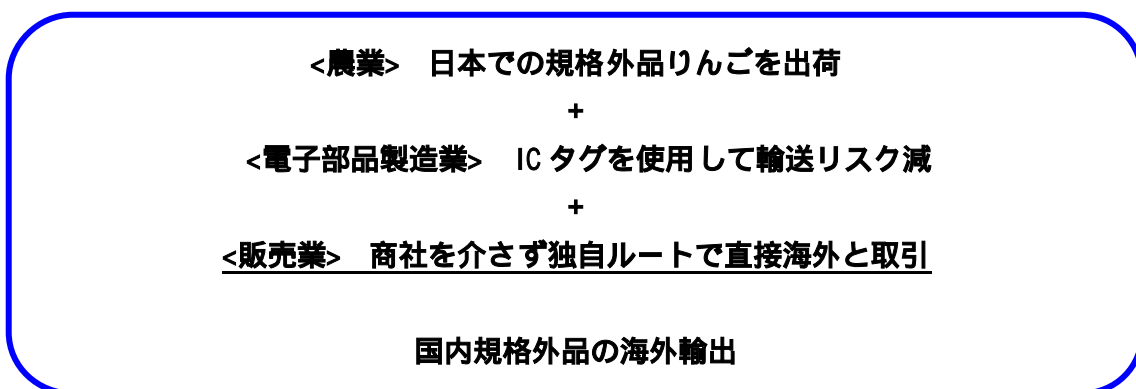 <農業>　日本での規格外品りんごを出荷
+
<電子部品製造業>　IC タグを使用して輸送リスク減
+
<販売業>　商社を介さず独自ルートで直接海外と取引
国内規格外品の海外輸出